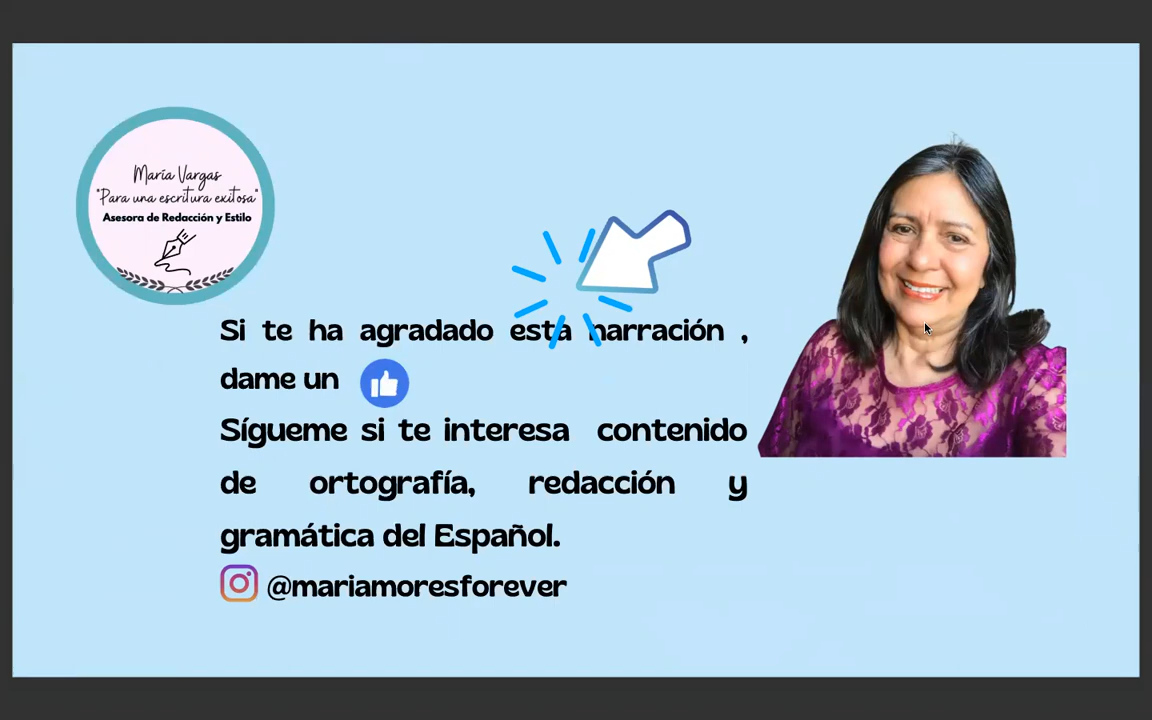 María Vargas
"Para una escritura exitosa"
Asesora de Redacción y Estilo
Si te ha agradado esta narración ,
dame un
Sígueme si te interesa contenido
de ortografía, redacción y
gramática del Español.
@mariamoresforever